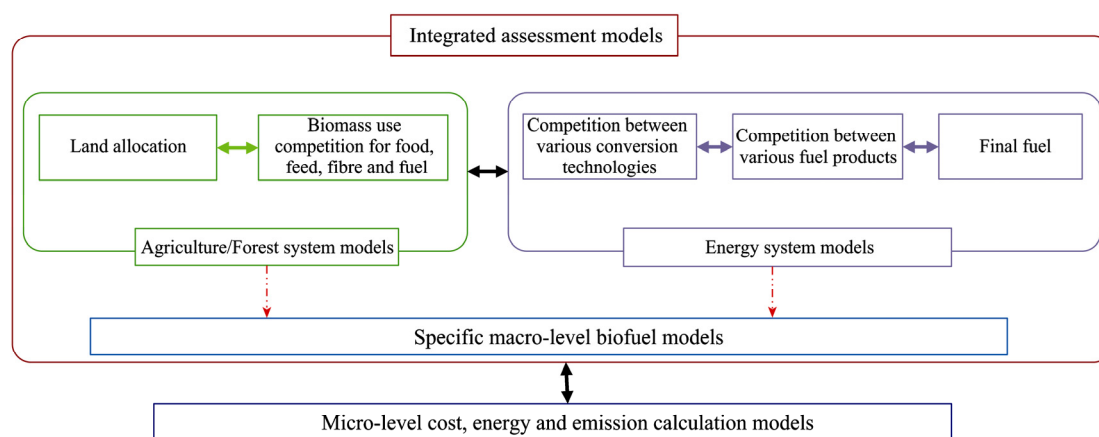 Integrated assessment models
Land allocation
Biomass use
competition for food,
feed, fibre and fuel
Competition between
various conversion
technologies
Competition between
various fuel products
Final fuel
Agriculture/Forest system models
Energy system models
Specific macro-level biofuel models
Micro-level cost, energy and emission calculation models